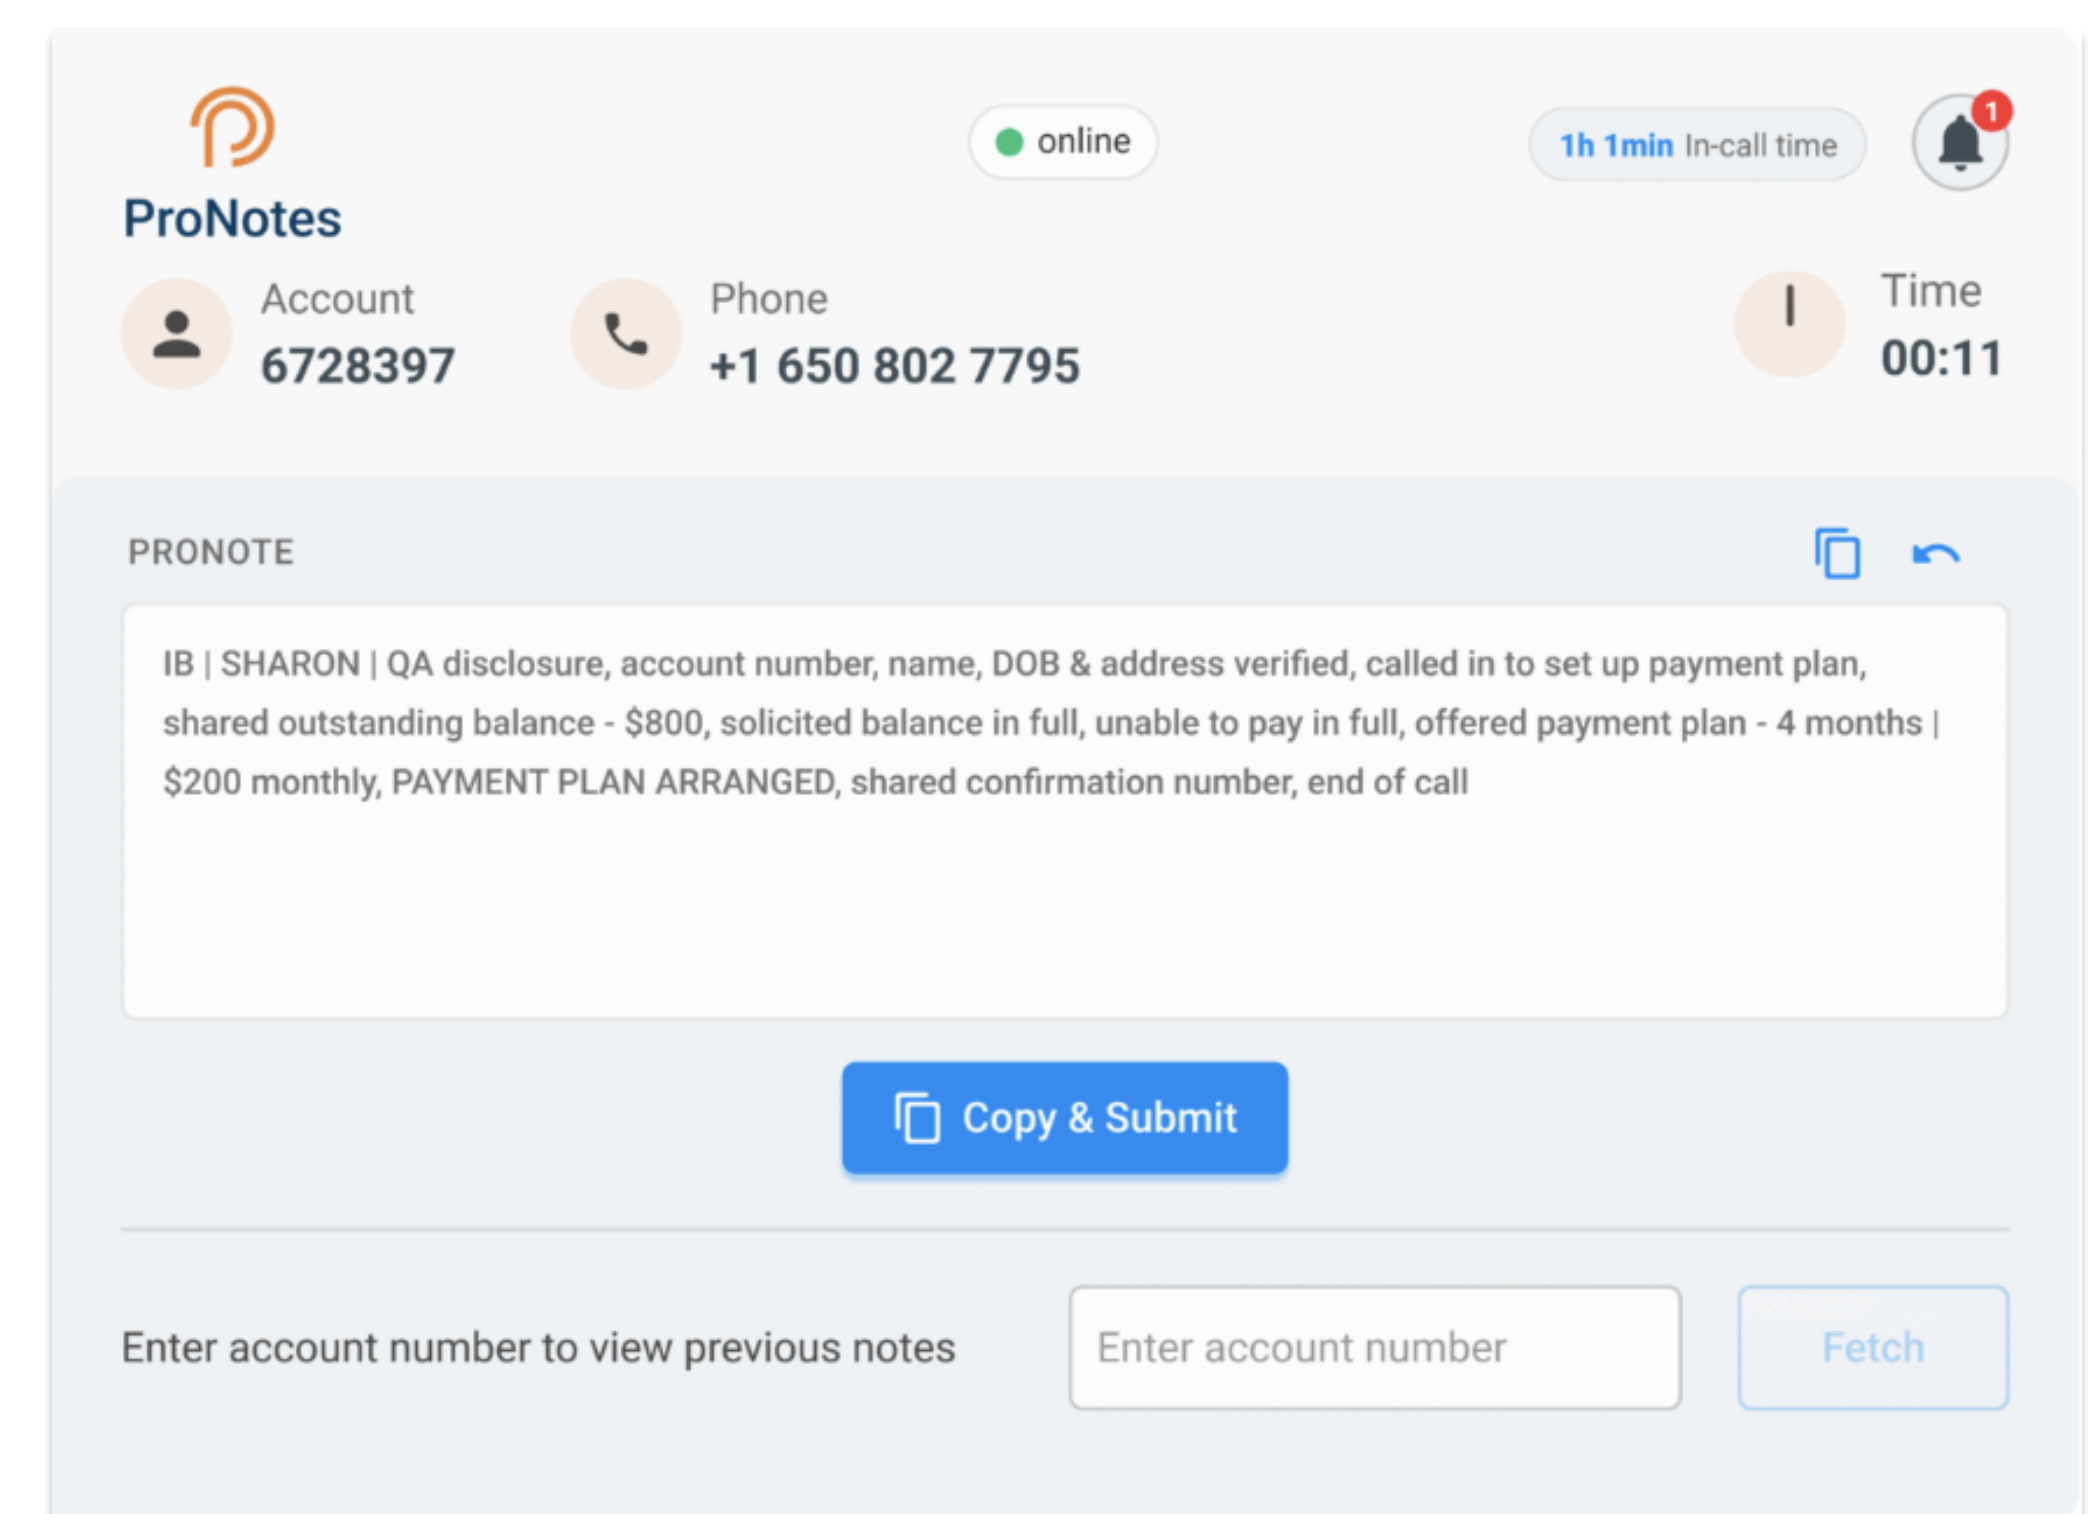 online
1h 1min In-call time
1
ProNotes
Account
6728397
Phone
+1 650 802 7795
Time
00:11
PRONOTE
IB | SHARON | QA disclosure, account number, name, DOB & address verified, called in to set up payment plan,
shared outstanding balance - $800, solicited balance in full, unable to pay in full, offered payment plan - 4 months |
$200 monthly, PAYMENT PLAN ARRANGED, shared confirmation number, end of call
Copy & Submit
Enter account number to view previous notes
Enter account number
Fetch